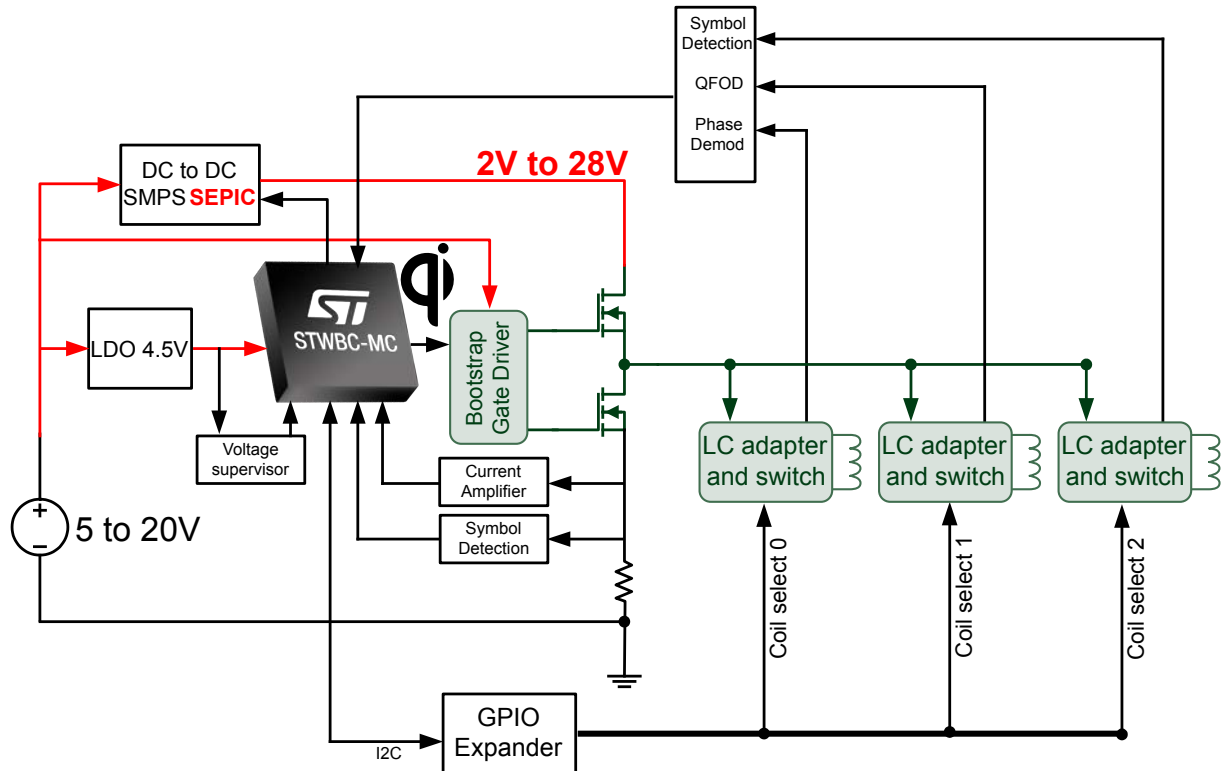 Symbol
Detection
QFOD
Phase
Demod
DC to DC
SMPS SEPIC
2V to 28V
qi
ST
STWBC-MC
LDO 4.5V
Bootstrap
Gate Driver
Voltage
supervisor
Current
Amplifier
Symbol
Detection
LC adapter
and switch
LC adapter
and switch
LC adapter
and switch
+
–
5 to 20V
Coil select 0
Coil select 1
Coil select 2
GPIO
Expander
I2C